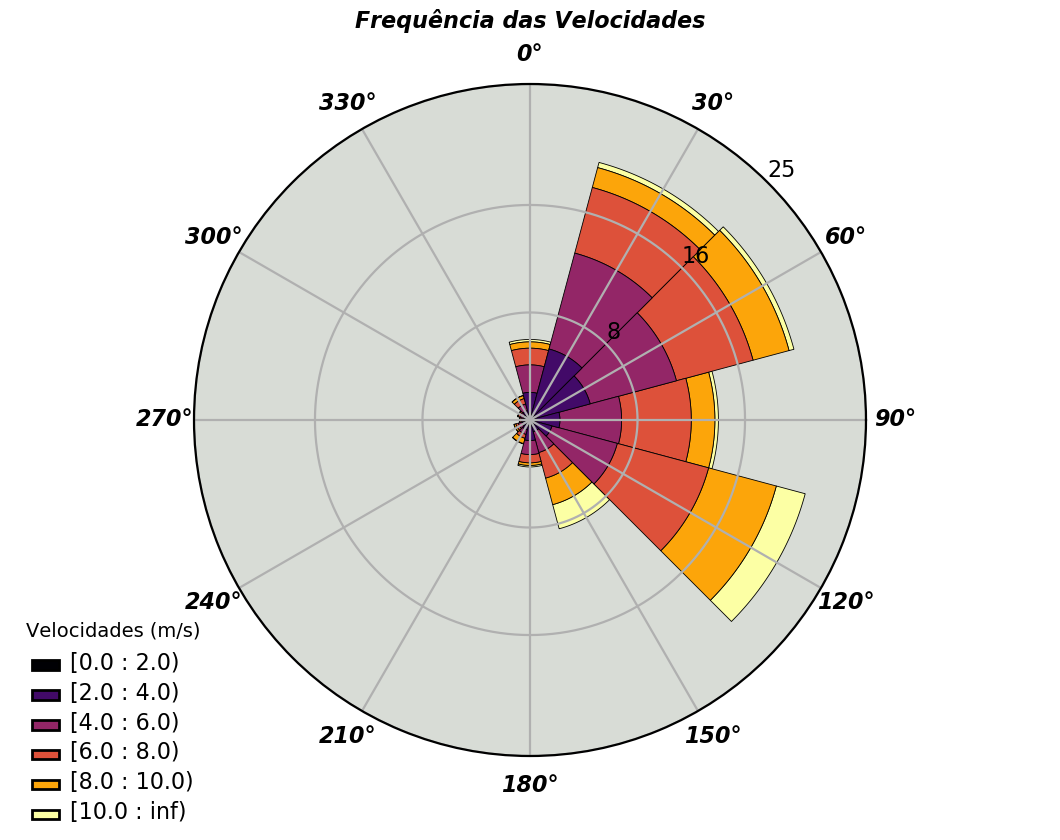 Frequência das Velocidades
0°
330°
30°
25
300°
60°
16
8
270°
90°
240°
120°
210°
150°
180°
Velocidades (m/s)
[0.0 : 2.0)
[2.0 : 4.0)
[4.0 : 6.0)
[6.0 : 8.0)
[8.0 : 10.0)
[10.0 : inf)